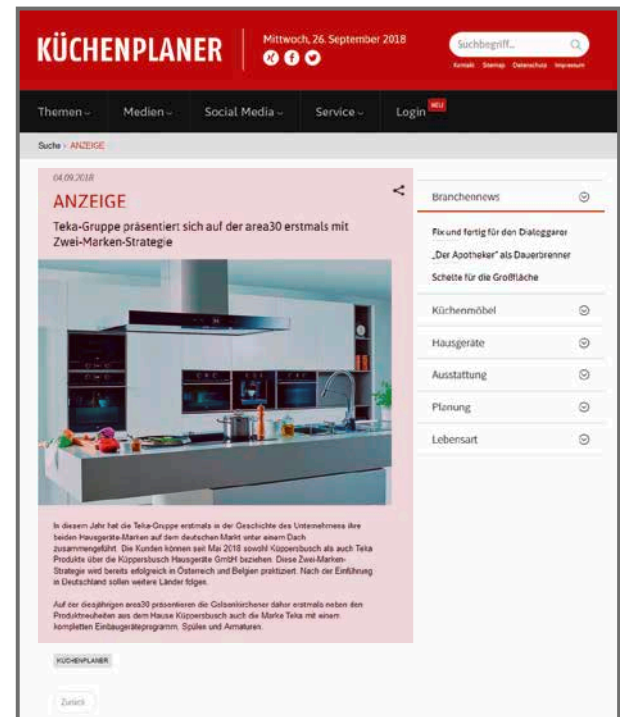 KÜCHENPLANER
Mittwoch, 26. September 2018
Suchbegriff...
Kontakt Sitemap Datenschutz Impressum
Themen Medien Social Media Service Login NEU
Suche › ANZEIGE
04.09.2018
ANZEIGE
Teka-Gruppe präsentiert sich auf der area30 erstmals mit
Zwei-Marken-Strategie
In diesem Jahr hat die Teka-Gruppe erstmals in der Geschichte des Unternehmens ihre
beiden Hausgeräte-Marken auf dem deutschen Markt unter einem Dach
zusammengeführt. Die Kunden können seit Mai 2018 sowohl Küppersbusch als auch Teka
Produkte über die Küppersbusch Hausgeräte GmbH beziehen. Diese Zwei-Marken-
Strategie wird bereits erfolgreich in Österreich und Belgien praktiziert. Nach der Einführung
in Deutschland sollen weitere Länder folgen.
Auf der diesjährigen area30 präsentieren die Gelsenkirchener daher erstmals neben den
Produktneuheiten aus dem Hause Küppersbusch auch die Marke Teka mit einem
kompletten Einbaugeräteprogramm, Spülen und Armaturen.
KÜCHENPLANER
Zurück
Branchennews
Fix und fertig für den Dialoggarer
„Der Apotheker" als Dauerbrenner
Schelte für die Großfläche
Küchenmöbel
Hausgeräte
Ausstattung
Planung
Lebensart